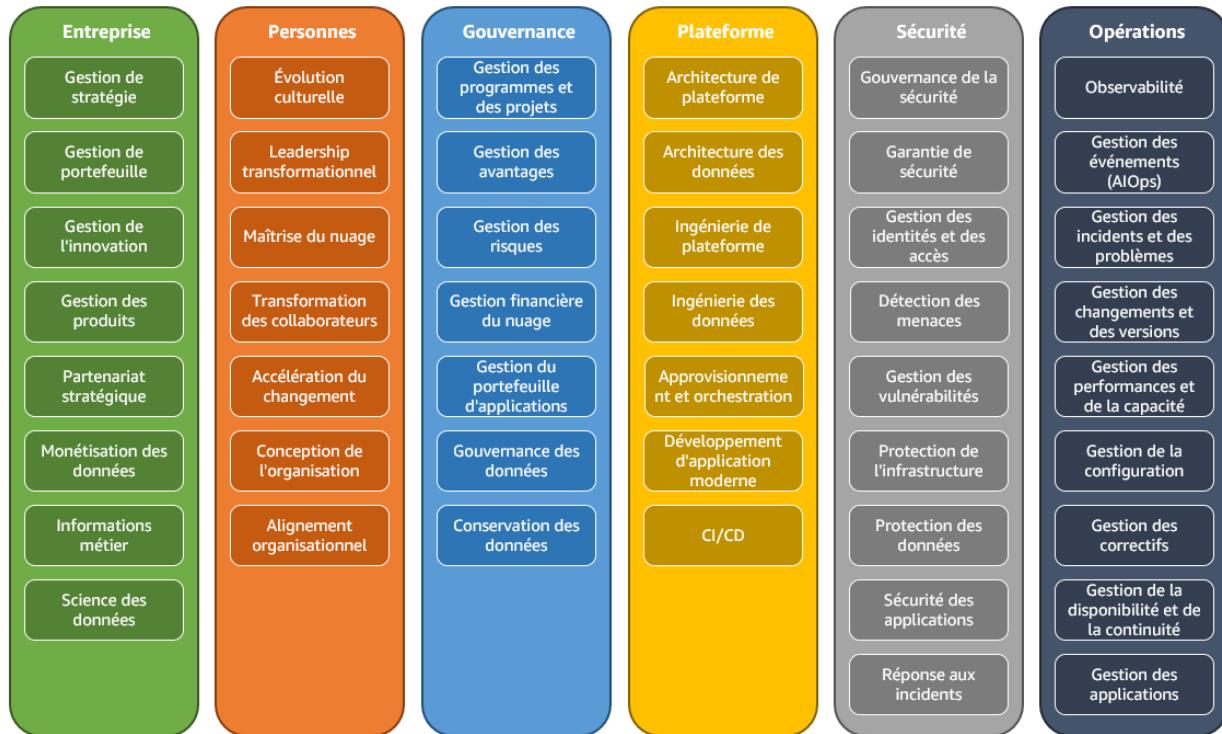 Entreprise
Gestion de
stratégie
Gestion de
portefeuille
Gestion de
l'innovation
Gestion des
produits
Partenariat
stratégique
Monétisation des
données
Informations
métier
Science des
données
Personnes
Évolution
culturelle
Leadership
transformationnel
Maîtrise du nuage
Transformation
des collaborateurs
Accélération du
changement
Conception de
l'organisation
Alignement
organisationnel
Gouvernance
Gestion des
programmes et
des projets
Gestion des
avantages
Gestion des
risques
Gestion financière
du nuage
Gestion du
portefeuille
d'applications
Gouvernance des
données
Conservation des
données
Plateforme
Architecture de
plateforme
Architecture des
données
Ingénierie de
plateforme
Ingénierie des
données
Approvisionneme
nt et orchestration
Développement
d'application
moderne
CI/CD
Sécurité
Gouvernance de la
sécurité
Garantie de
sécurité
Gestion des
identités et des
accès
Détection des
menaces
Gestion des
vulnérabilités
Protection de
l'infrastructure
Protection des
données
Sécurité des
applications
Réponse aux
incidents
Opérations
Observabilité
Gestion des
événements
(AIOps)
Gestion des
incidents et des
problèmes
Gestion des
changements et
des versions
Gestion des
performances et
de la capacité
Gestion de la
configuration
Gestion des
correctifs
Gestion de la
disponibilité et de
la continuité
Gestion des
applications